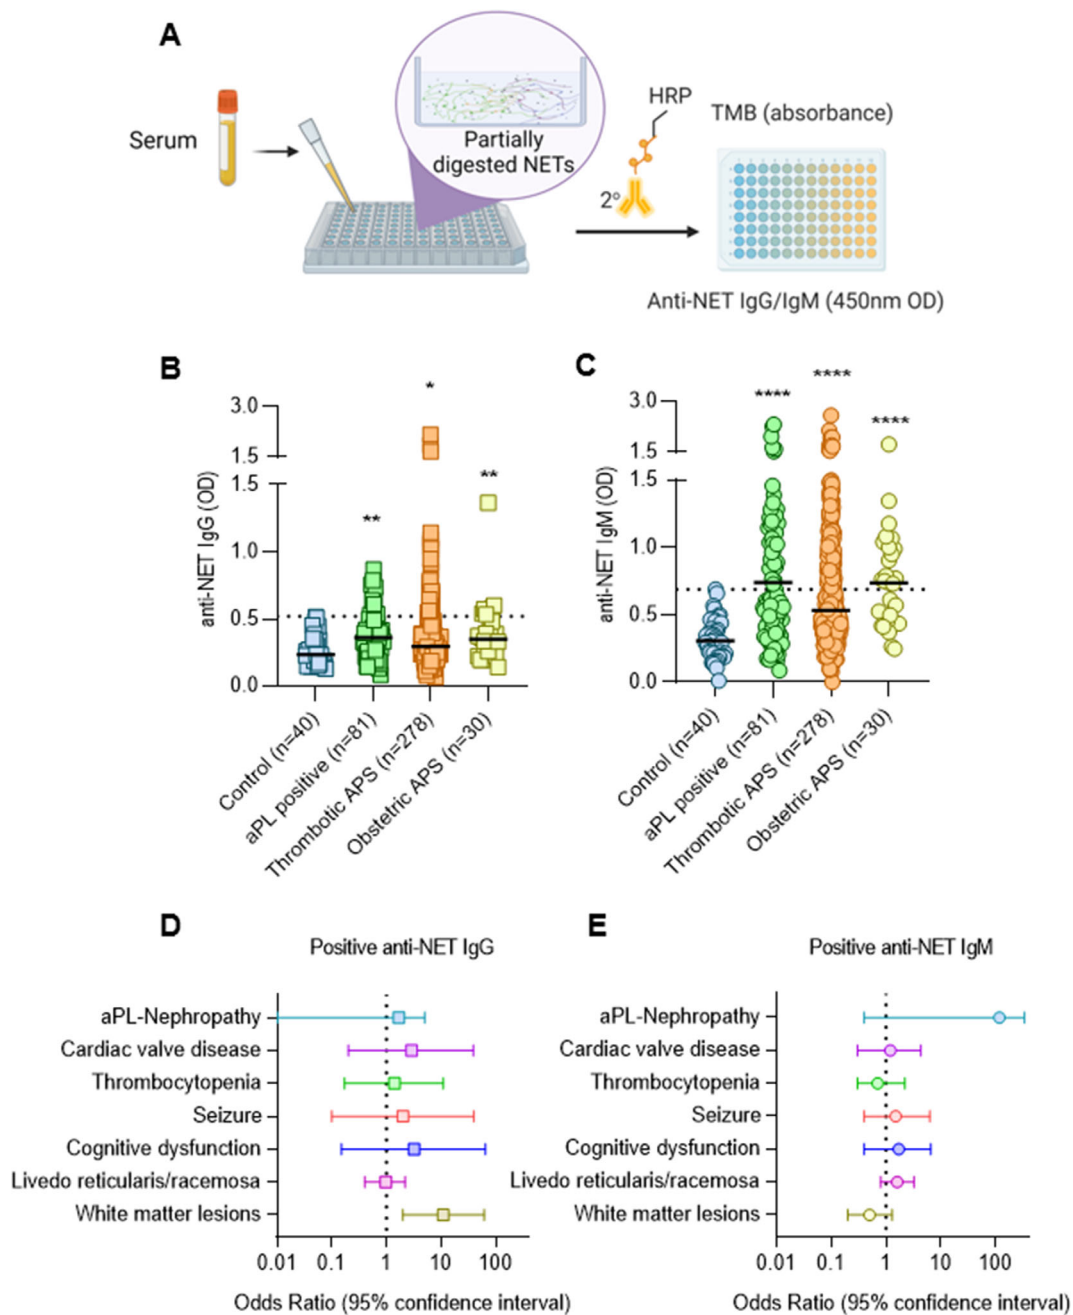 A
Serum
Partially
digested NETs
HRP
2°
TMB (absorbance)
Anti-NET IgG/IgM (450nm OD)
B
anti-NET IgG (OD)
3.0
1.5
1.5
1.0
0.5
0.0
*
**
**
Control (n=40)
aPL positive (n=81)
Thrombotic APS (n=278)
Obstetric APS (n=30)
C
anti-NET IgM (OD)
3.0
1.5
1.5
1.0
0.5
0.0
****
****
****
Control (n=40)
aPL positive (n=81)
Thrombotic APS (n=278)
Obstetric APS (n=30)
D
Positive anti-NET IgG
aPL-Nephropathy
Cardiac valve disease
Thrombocytopenia
Seizure
Cognitive dysfunction
Livedo reticularis/racemosa
White matter lesions
0.01 0.1 1 10 100
Odds Ratio (95% confidence interval)
E
Positive anti-NET IgM
aPL-Nephropathy
Cardiac valve disease
Thrombocytopenia
Seizure
Cognitive dysfunction
Livedo reticularis/racemosa
White matter lesions
0.01 0.1 1 10 100
Odds Ratio (95% confidence interval)